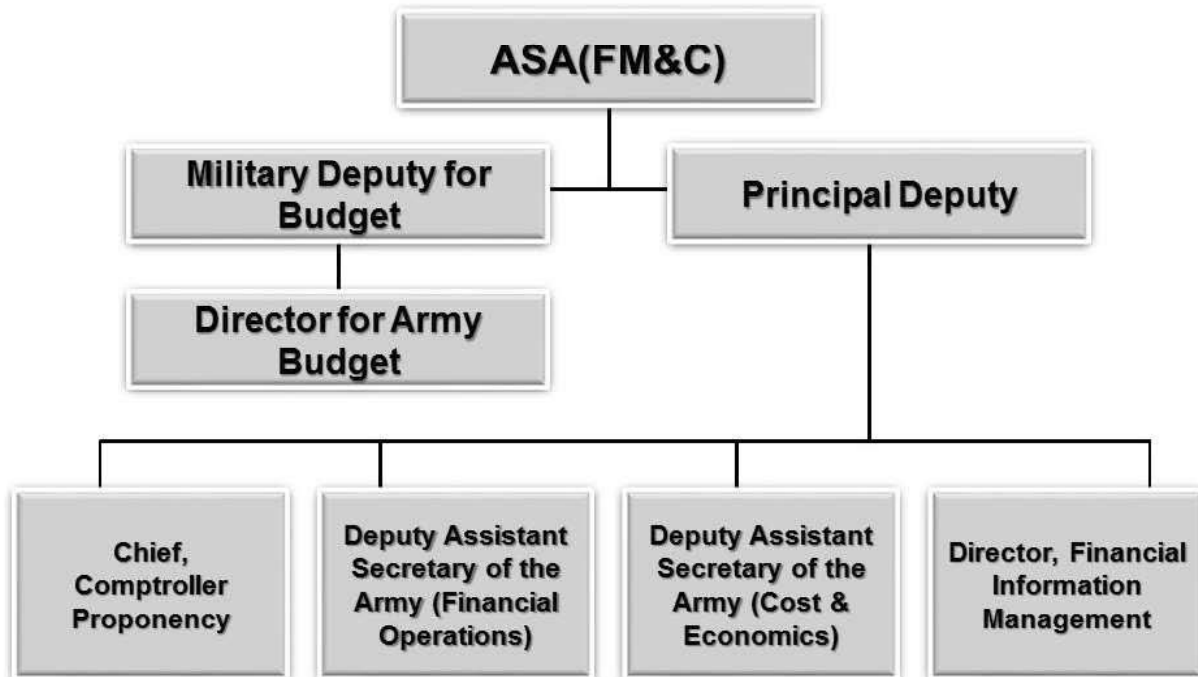 ASA(FM&C)
Military Deputy for
Budget
Principal Deputy
Director for Army
Budget
Chief,
Comptroller
Proponency
Deputy Assistant
Secretary of the
Army (Financial
Operations)
Deputy Assistant
Secretary of the
Army (Cost &
Economics)
Director, Financial
Information
Management